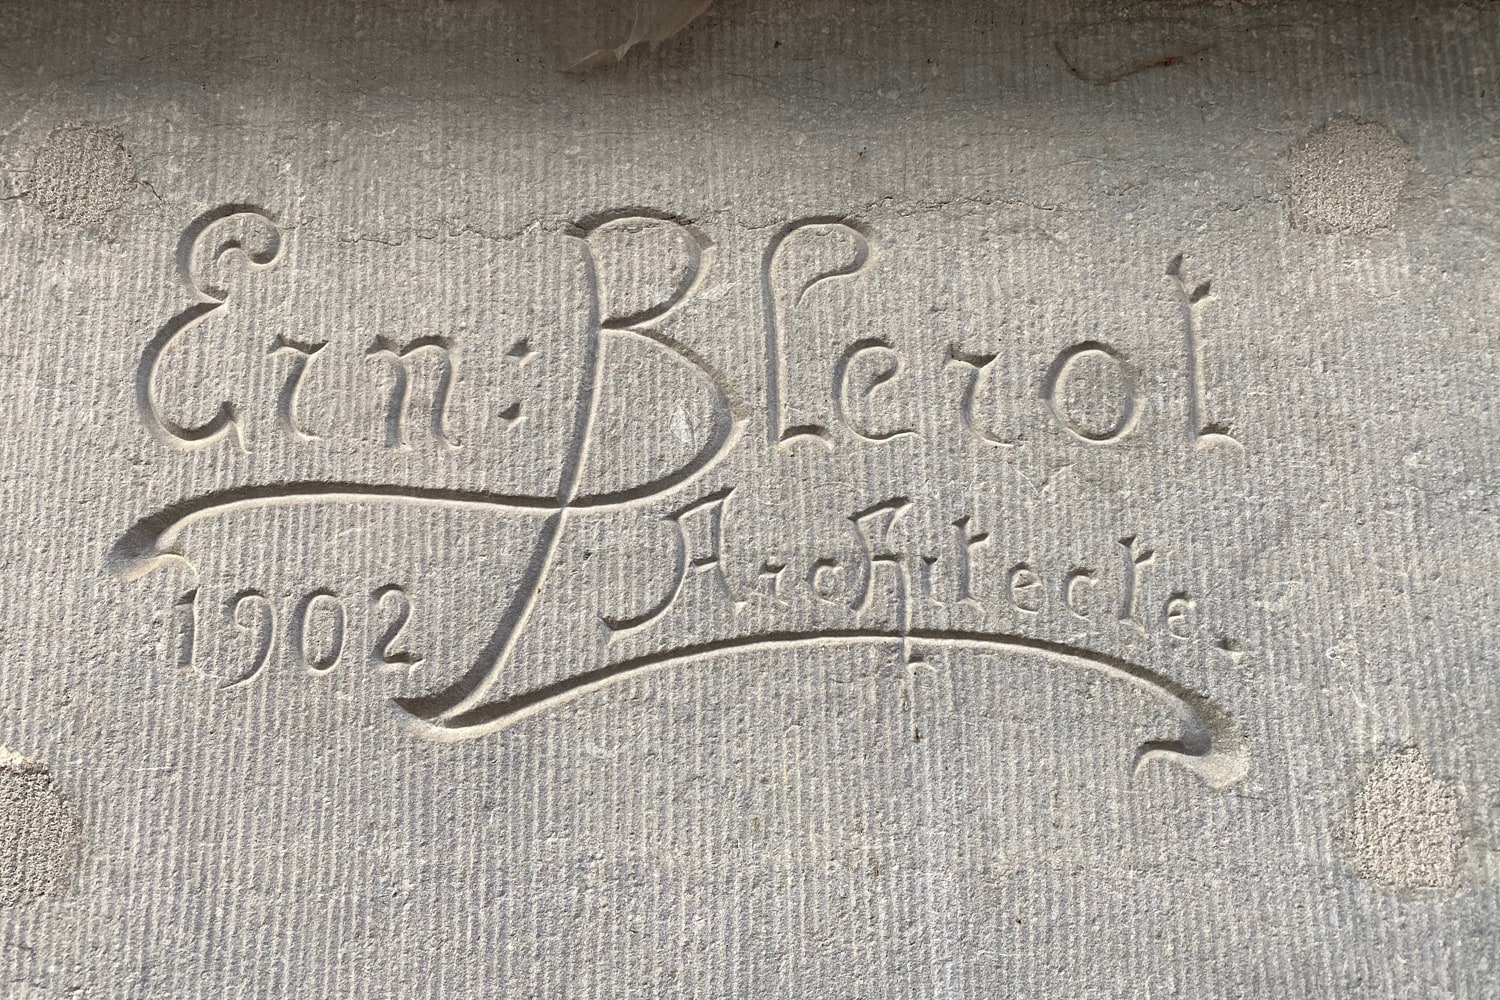 Ern: Blerot
Architecte.
1902